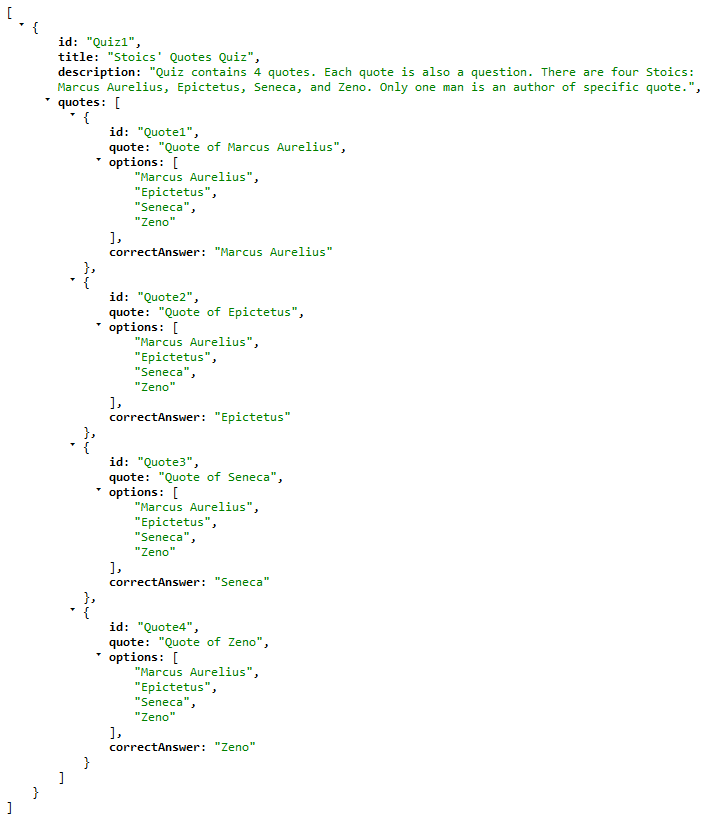 [
{
id: "Quiz1",
title: "Stoics' Quotes Quiz",
description: "Quiz contains 4 quotes. Each quote is also a question. There are four Stoics:
Marcus Aurelius, Epictetus, Seneca, and Zeno. Only one man is an author of specific quote.",
quotes: [
{
id: "Quote1",
quote: "Quote of Marcus Aurelius",
options: [
"Marcus Aurelius",
"Epictetus",
"Seneca",
"Zeno"
],
correctAnswer: "Marcus Aurelius"
},
{
id: "Quote2",
quote: "Quote of Epictetus",
options: [
"Marcus Aurelius",
"Epictetus",
"Seneca",
"Zeno"
],
correctAnswer: "Epictetus"
},
{
id: "Quote3",
quote: "Quote of Seneca",
options: [
"Marcus Aurelius",
"Epictetus",
"Seneca",
"Zeno"
],
correctAnswer: "Seneca"
},
{
id: "Quote4",
quote: "Quote of Zeno",
options: [
"Marcus Aurelius",
"Epictetus",
"Seneca",
"Zeno"
],
correctAnswer: "Zeno"
}
]
}
]